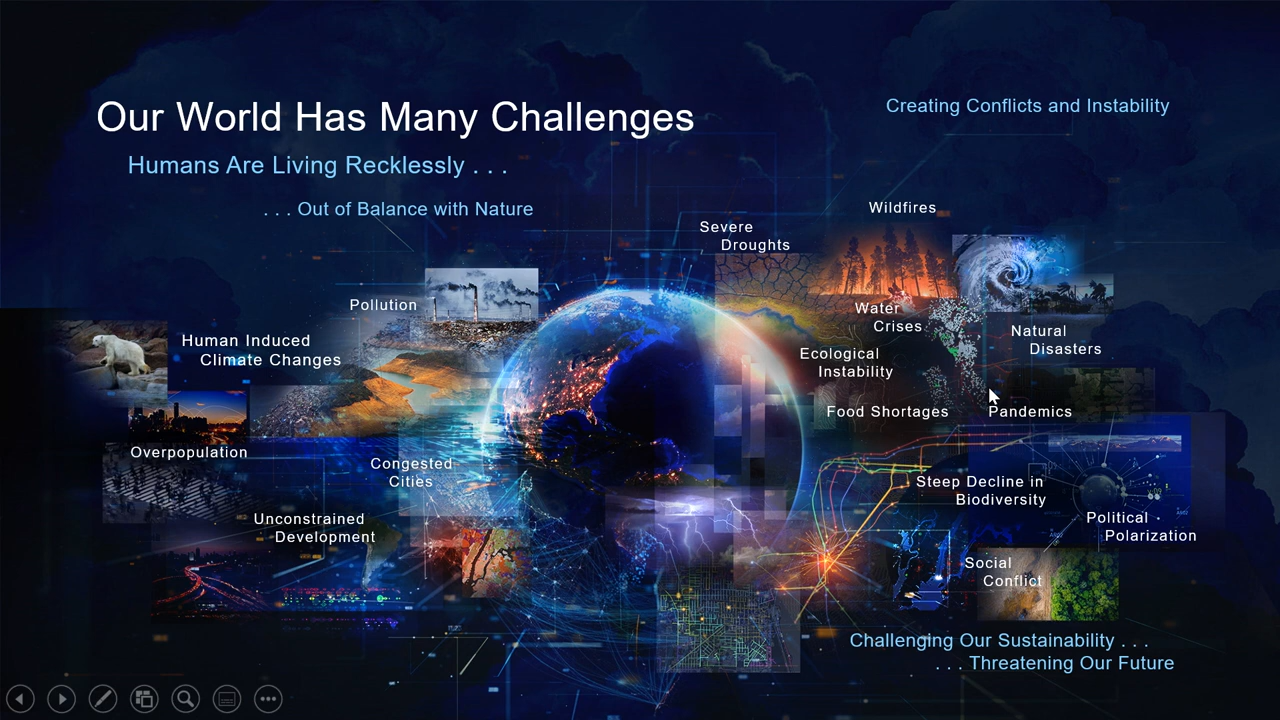 Our World Has Many Challenges
Humans Are Living Recklessly . . .
. . . Out of Balance with Nature
Creating Conflicts and Instability
Pollution
Human Induced
Climate Changes
Overpopulation
Congested
Cities
Unconstrained
Development
Severe
Droughts
Wildfires
Water
Crises
Natural
Disasters
Ecological
Instability
Food Shortages
Pandemics
Steep Decline in
Biodiversity
Political
Polarization
Social
Conflict
Challenging Our Sustainability . . .
. . . Threatening Our Future